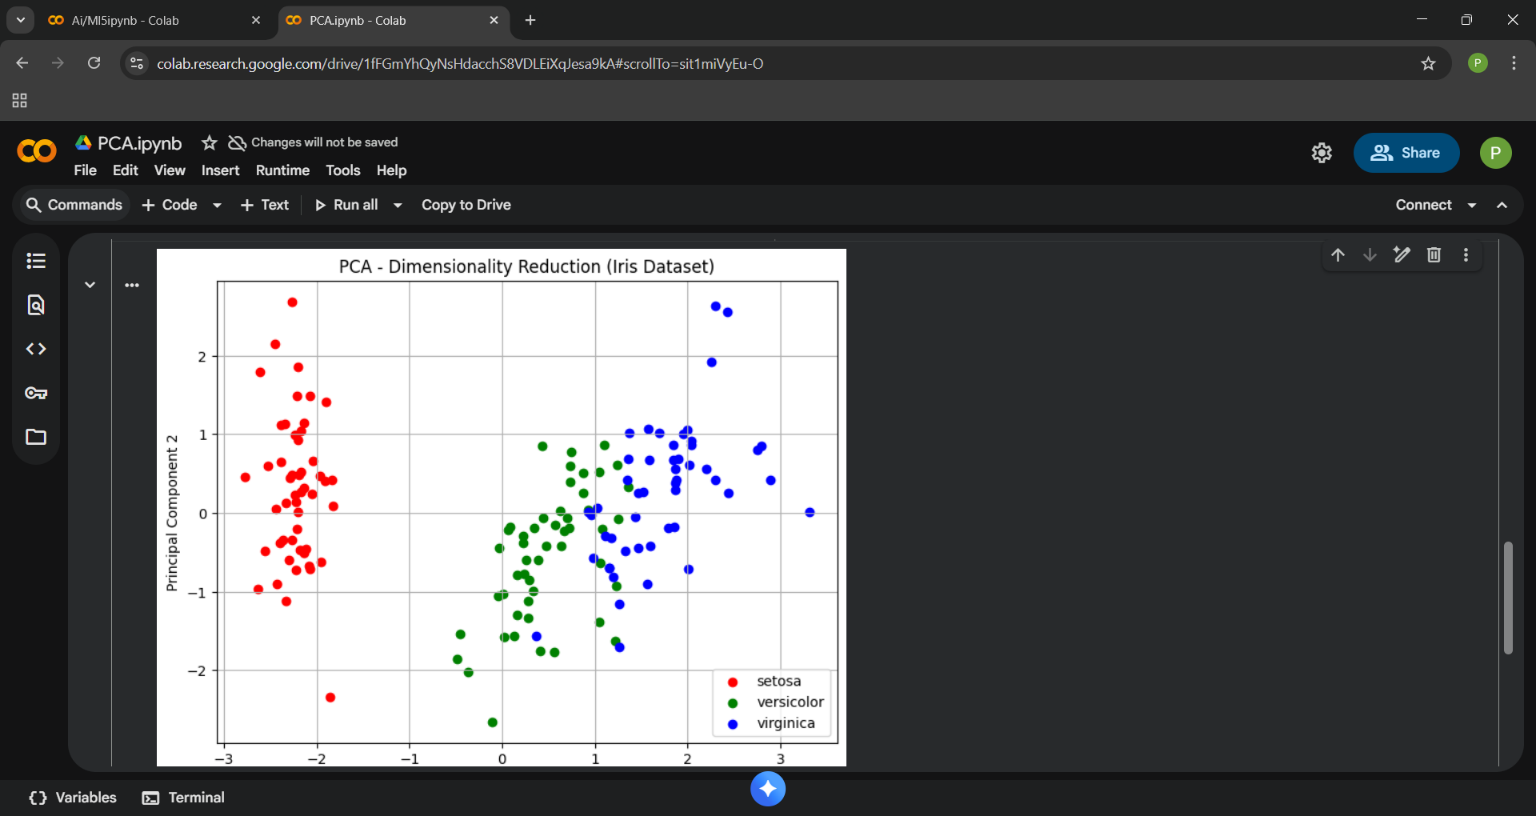 Ai/Ml5ipynb - Colab
PCA.ipynb - Colab
colab.research.google.com/drive/1fFGmYhQyNsHdacchS8VDLEiXqJesa9kA#scrollTo=sit1miVyEu-O
P
PCA.ipynb
Changes will not be saved
File Edit View Insert Runtime Tools Help
Share
P
Commands + Code + Text Run all Copy to Drive
Connect
PCA - Dimensionality Reduction (Iris Dataset)
Principal Component 2
2
1
0
−1
−2
setosa
versicolor
virginica
−3 −2 −1 0 1 2 3
Variables Terminal